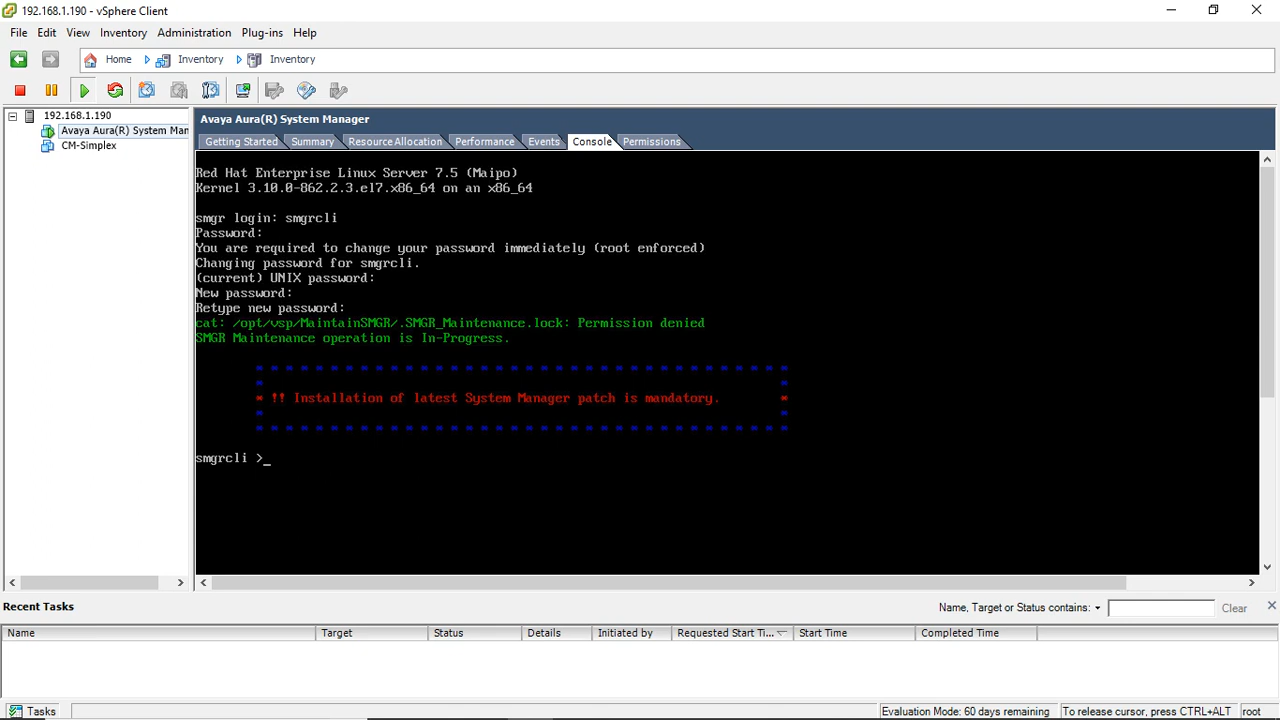 192.168.1.190 - vSphere Client
File Edit View Inventory Administration Plug-ins Help
Home Inventory Inventory
192.168.1.190
Avaya Aura(R) System Man
CM-Simplex
Avaya Aura(R) System Manager
Getting Started Summary Resource Allocation Performance Events Console Permissions
Red Hat Enterprise Linux Server 7.5 (Maipo)
Kernel 3.10.0-862.2.3.el7.x86_64 on an x86_64
smgr login: smgrcli
Password:
You are required to change your password immediately (root enforced)
Changing password for smgrcli.
(current) UNIX password:
New password:
Retype new password:
cat: /opt/vsp/MaintainSMGR/.SMGR_Maintenance.lock: Permission denied
SMGR Maintenance operation is In-Progress.
* * * * * * * * * * * * * * * * * * * * * * * * * * * * * * * * * * * *
* *
* !! Installation of latest System Manager patch is mandatory. *
* *
* * * * * * * * * * * * * * * * * * * * * * * * * * * * * * * * * * * *
smgrcli >_
Recent Tasks
Name, Target or Status contains: Clear
Name Target Status Details Initiated by Requested Start Ti... Start Time Completed Time
Tasks
Evaluation Mode: 60 days remaining
To release cursor, press CTRL+ALT
root